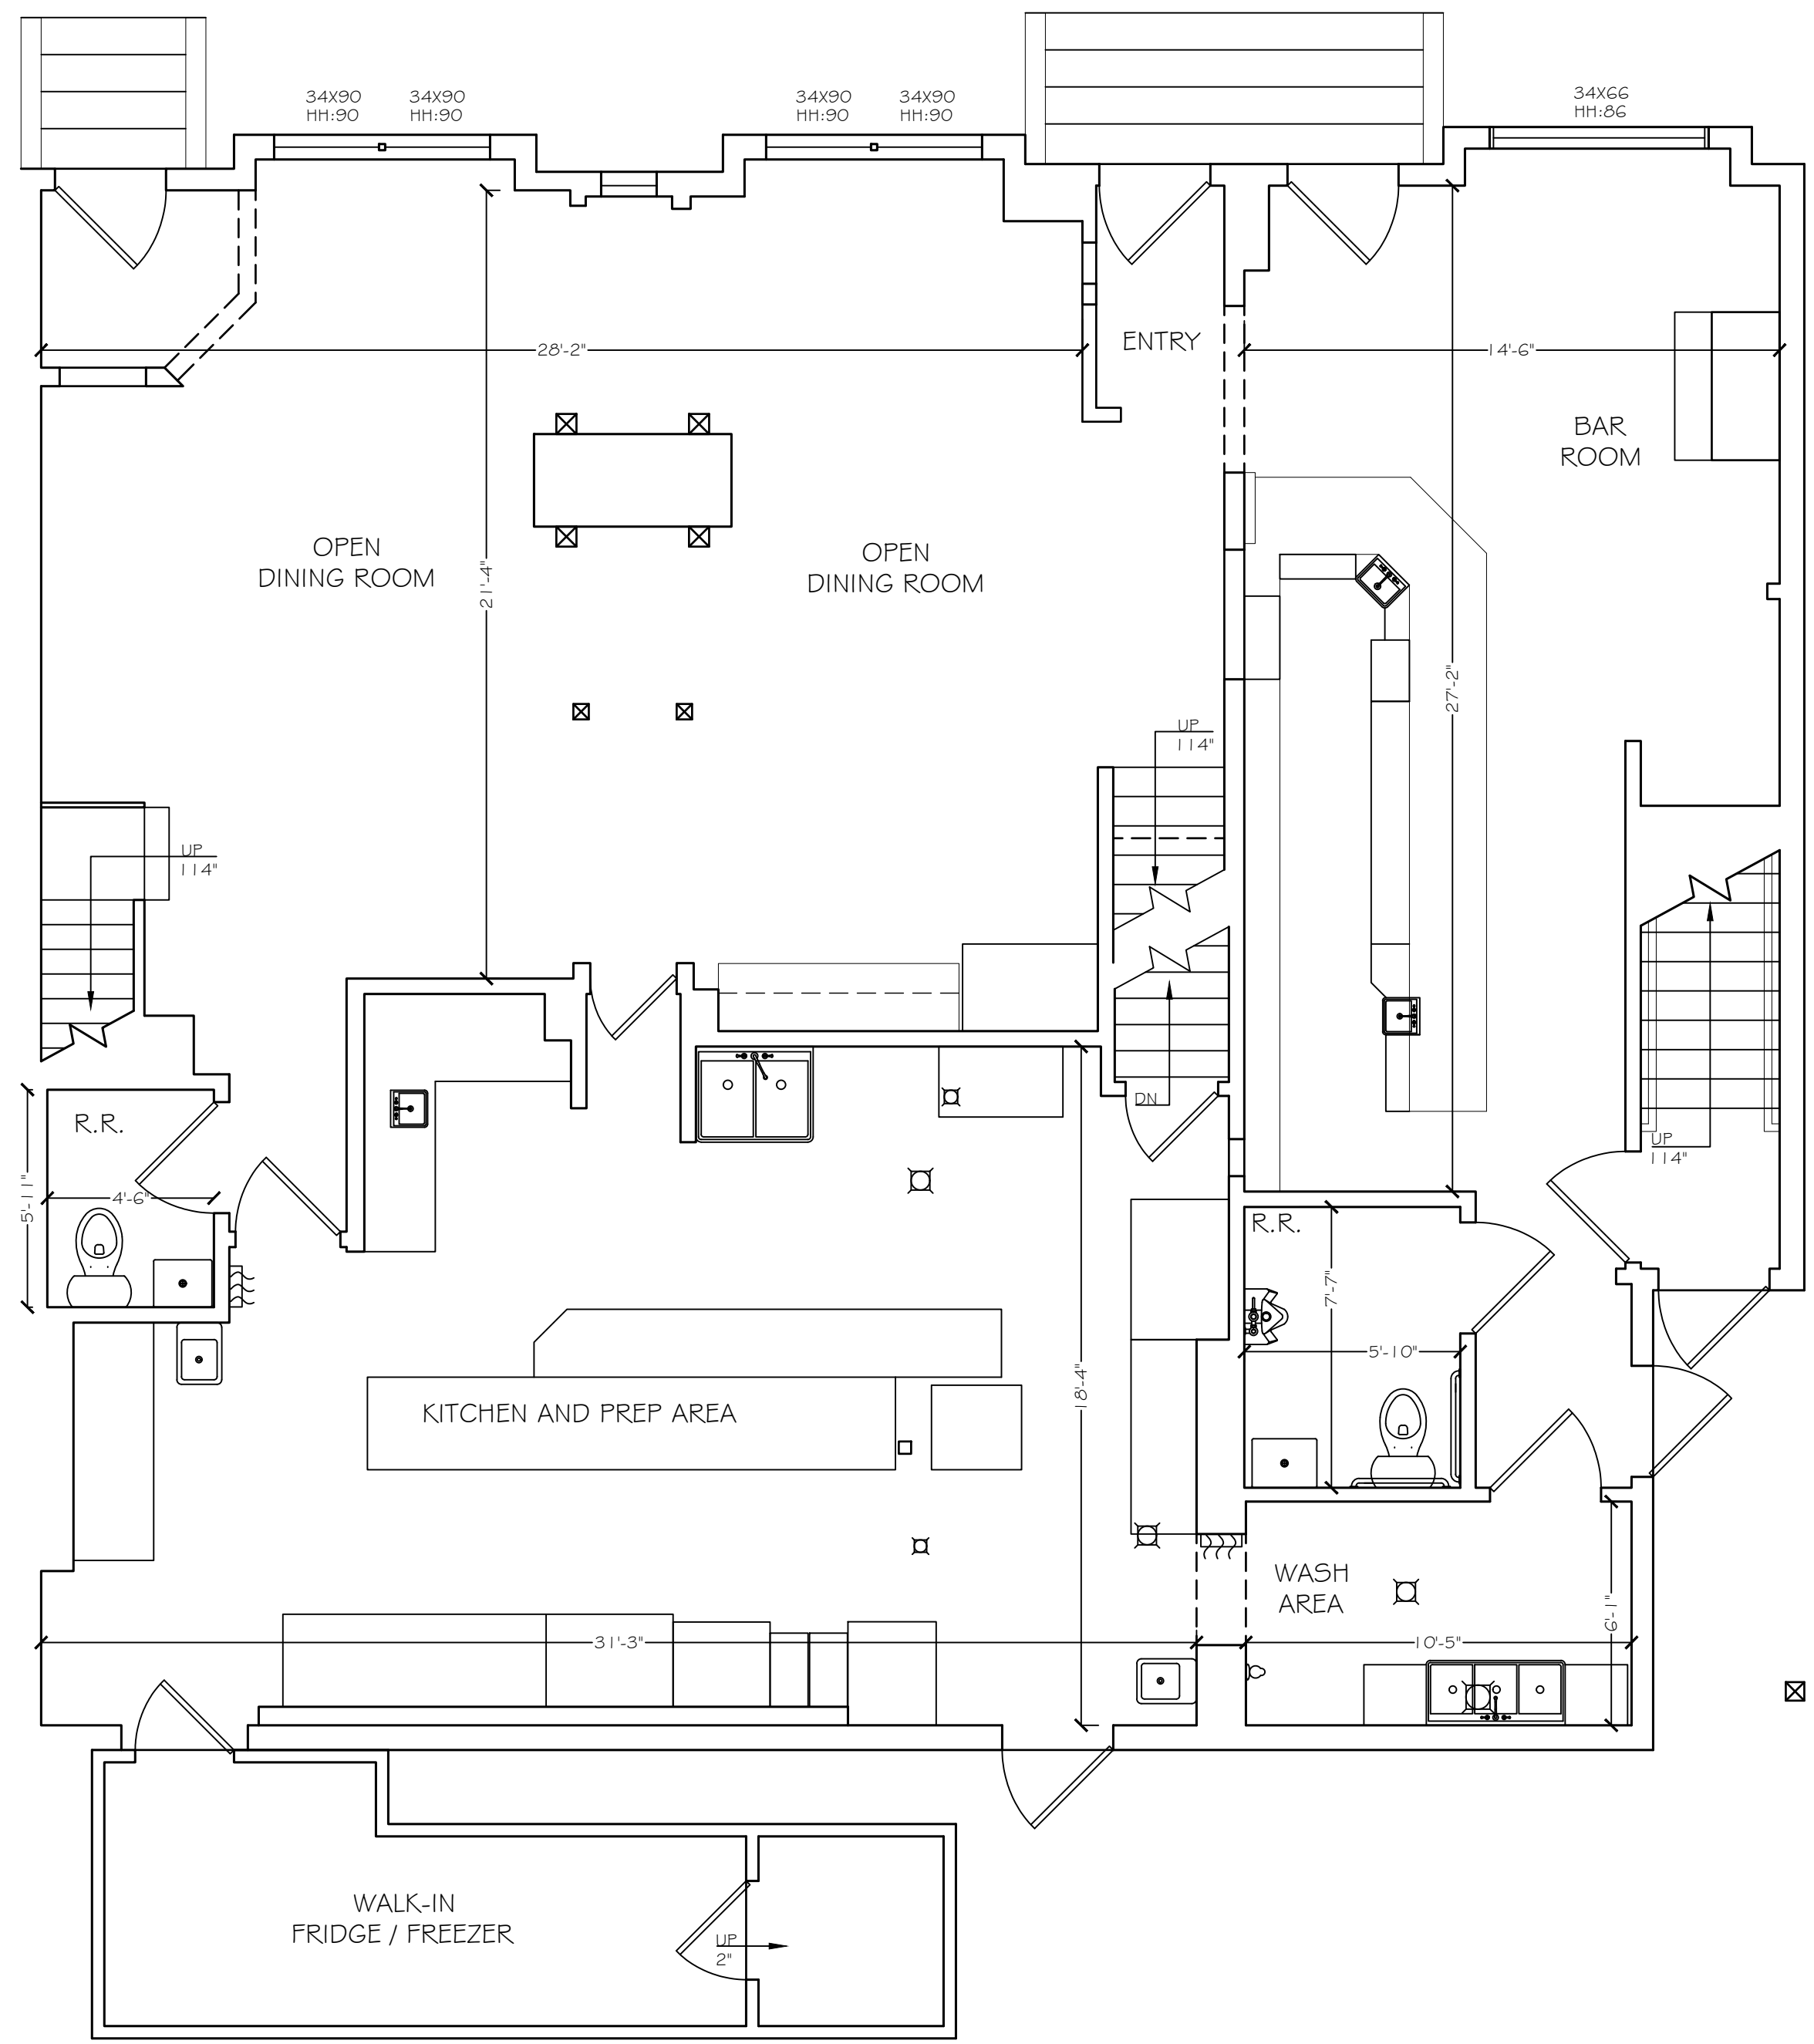 34X90
HH:90
34X90
HH:90
34X90
HH:90
34X90
HH:90
34X66
HH:86
ENTRY
28'-2"
14'-6"
BAR
ROOM
OPEN
DINING ROOM
21'-4"
OPEN
DINING ROOM
27'-2"
UP
114"
UP
114"
DN
R.R.
4'-6"
5'-11"
UP
114"
R.R.
7'-7"
5'-10"
18'-4"
KITCHEN AND PREP AREA
WASH
AREA
6'-1"
31'-3"
10'-5"
WALK-IN
FRIDGE / FREEZER
UP
2"